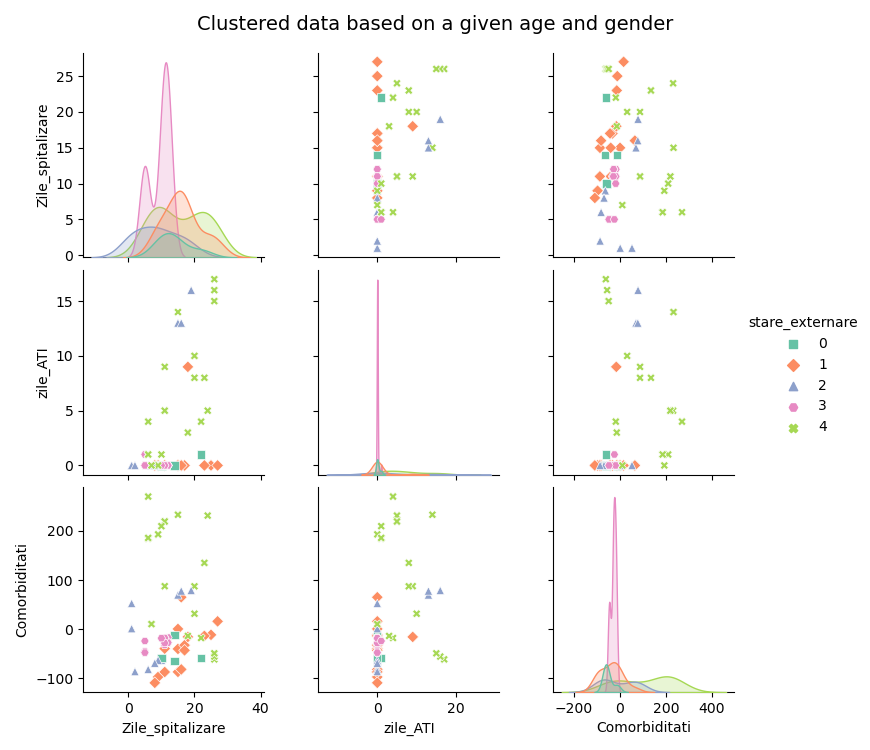 Clustered data based on a given age and gender
Zile_spitalizare
25
20
15
10
5
0
zile_ATI
15
10
5
0
stare_externare
0
1
2
3
4
Comorbiditati
200
100
0
−100
0 20 40
Zile_spitalizare
0 20
zile_ATI
−200 0 200 400
Comorbiditati